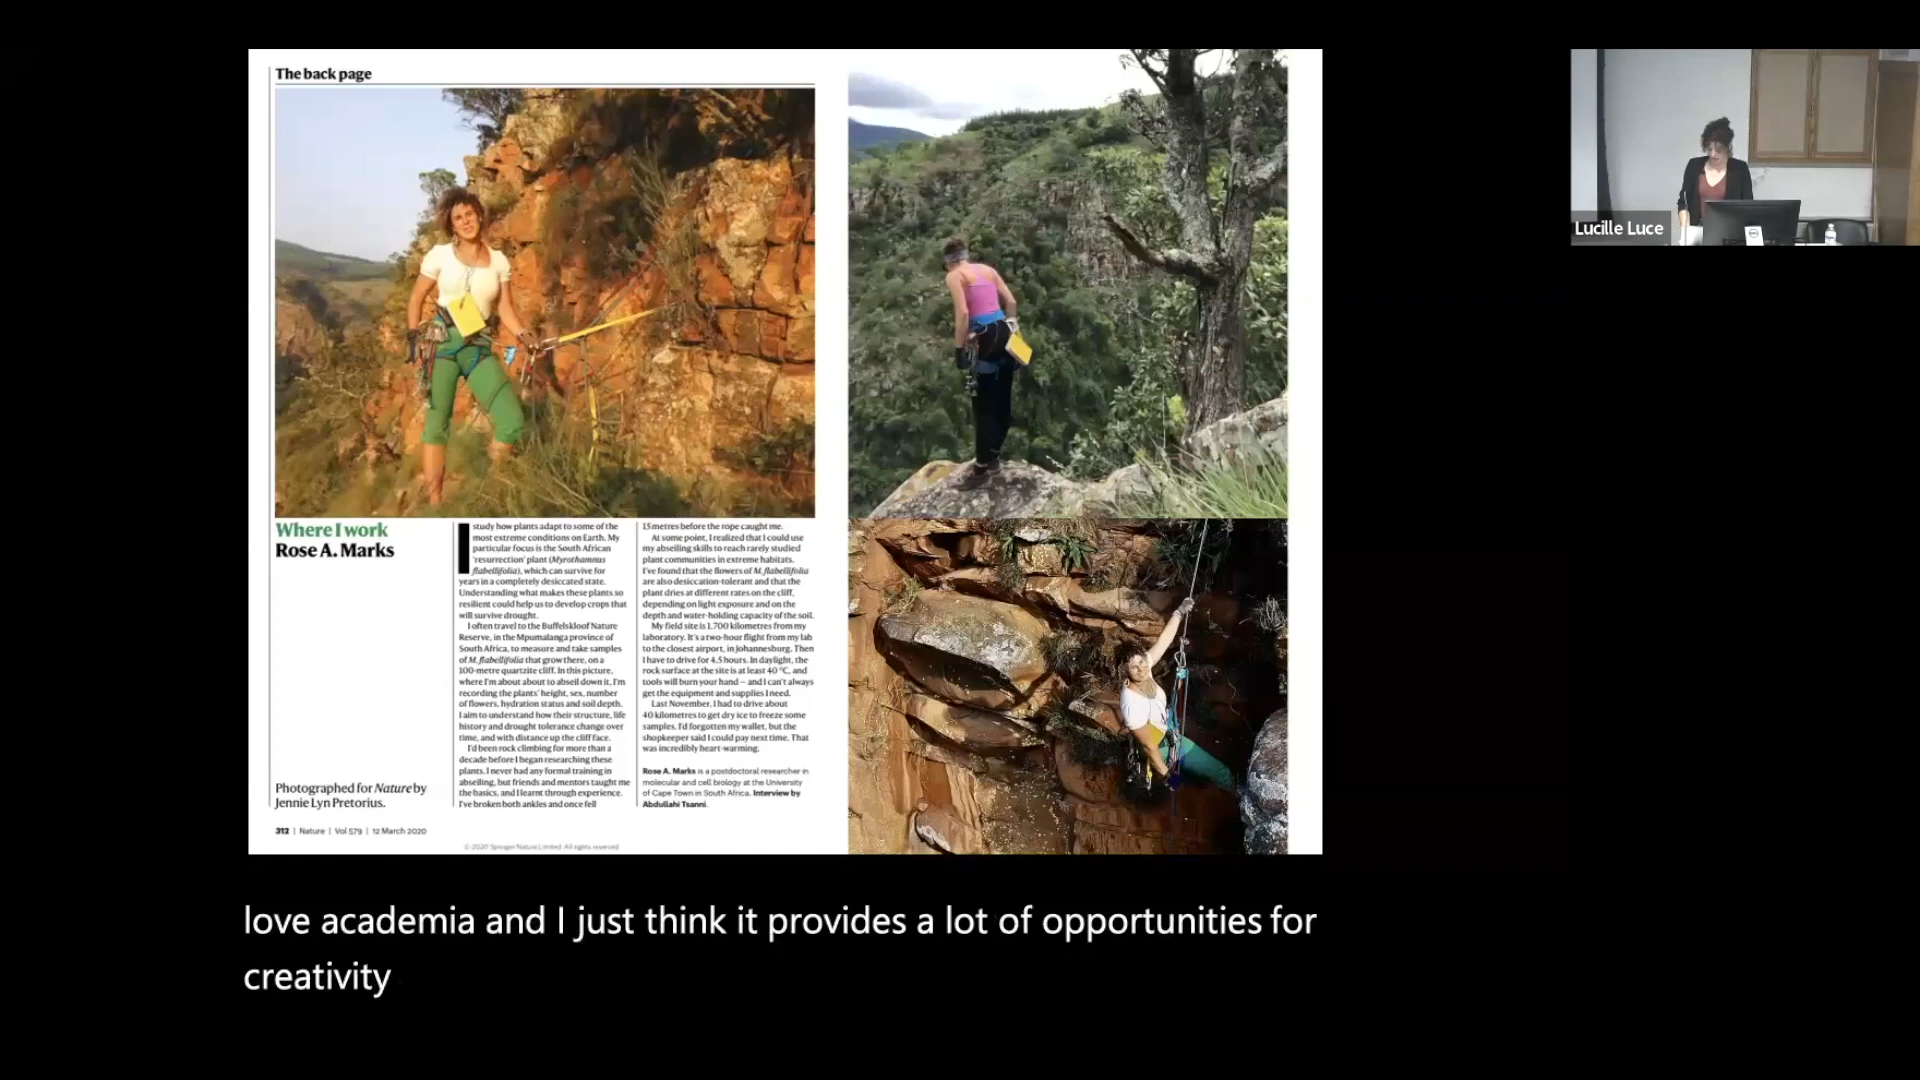 The back page
Where I work
Rose A. Marks
Photographed for Nature by
Jennie Lyn Pretorius.
I study how plants adapt to some of the
most extreme conditions on Earth. My
particular focus is the South African
‘resurrection’ plant (Myrothamnus
flabellifolia), which can survive for
years in a completely desiccated state.
Understanding what makes these plants so
resilient could help us to develop crops that
will survive drought.
I often travel to the Buffelskloof Nature
Reserve, in the Mpumalanga province of
South Africa, to measure and take samples
of M. flabellifolia that grow there, on a
100-metre quartzite cliff. In this picture,
where I'm about about to abseil down it, I'm
recording the plants' height, sex, number
of flowers, hydration status and soil depth.
I aim to understand how their structure, life
history and drought tolerance change over
time, and with distance up the cliff face.
I'd been rock climbing for more than a
decade before I began researching these
plants. I never had any formal training in
abseiling, but friends and mentors taught me
the basics, and I learnt through experience.
I've broken both ankles and once fell
15 metres before the rope caught me.
At some point, I realized that I could use
my abseiling skills to reach rarely studied
plant communities in extreme habitats.
I've found that the flowers of M. flabellifolia
are also desiccation-tolerant and that the
plant dries at different rates on the cliff,
depending on light exposure and on the
depth and water-holding capacity of the soil.
My field site is 1,700 kilometres from my
laboratory. It's a two-hour flight from my lab
to the closest airport, in Johannesburg. Then
I have to drive for 4.5 hours. In daylight, the
rock surface at the site is at least 40 °C, and
tools will burn your hand — and I can't always
get the equipment and supplies I need.
Last November, I had to drive about
40 kilometres to get dry ice to freeze some
samples. I'd forgotten my wallet, but the
shopkeeper said I could pay next time. That
was incredibly heart-warming.
Rose A. Marks is a postdoctoral researcher in
molecular and cell biology at the University
of Cape Town in South Africa. Interview by
Abdullahi Tsanni.
312 | Nature | Vol 579 | 12 March 2020
© 2020 Springer Nature Limited. All rights reserved.
Lucille Luce
love academia and I just think it provides a lot of opportunities for
creativity